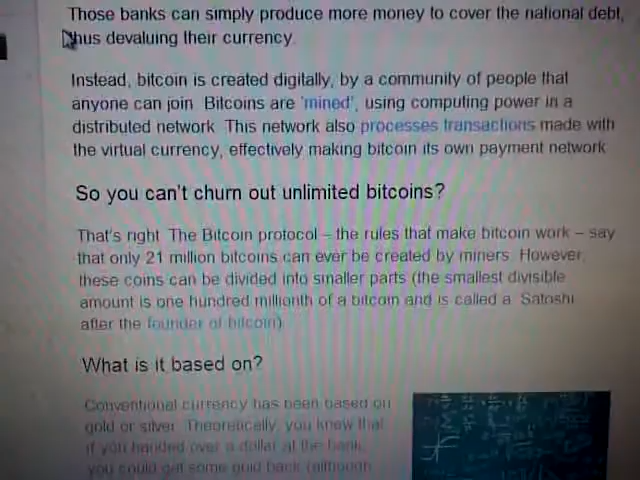 Those banks can simply produce more money to cover the national debt,
thus devaluing their currency.
Instead, bitcoin is created digitally, by a community of people that
anyone can join. Bitcoins are 'mined', using computing power in a
distributed network. This network also processes transactions made with
the virtual currency, effectively making bitcoin its own payment network
So you can't churn out unlimited bitcoins?
That's right. The Bitcoin protocol – the rules that make bitcoin work – say
that only 21 million bitcoins can ever be created by miners. However,
these coins can be divided into smaller parts (the smallest divisible
amount is one hundred millionth of a bitcoin and is called a 'Satoshi',
after the founder of bitcoin).
What is it based on?
Conventional currency has been based on
gold or silver. Theoretically, you knew that
if you handed over a dollar at the bank,
you could get some gold back (although